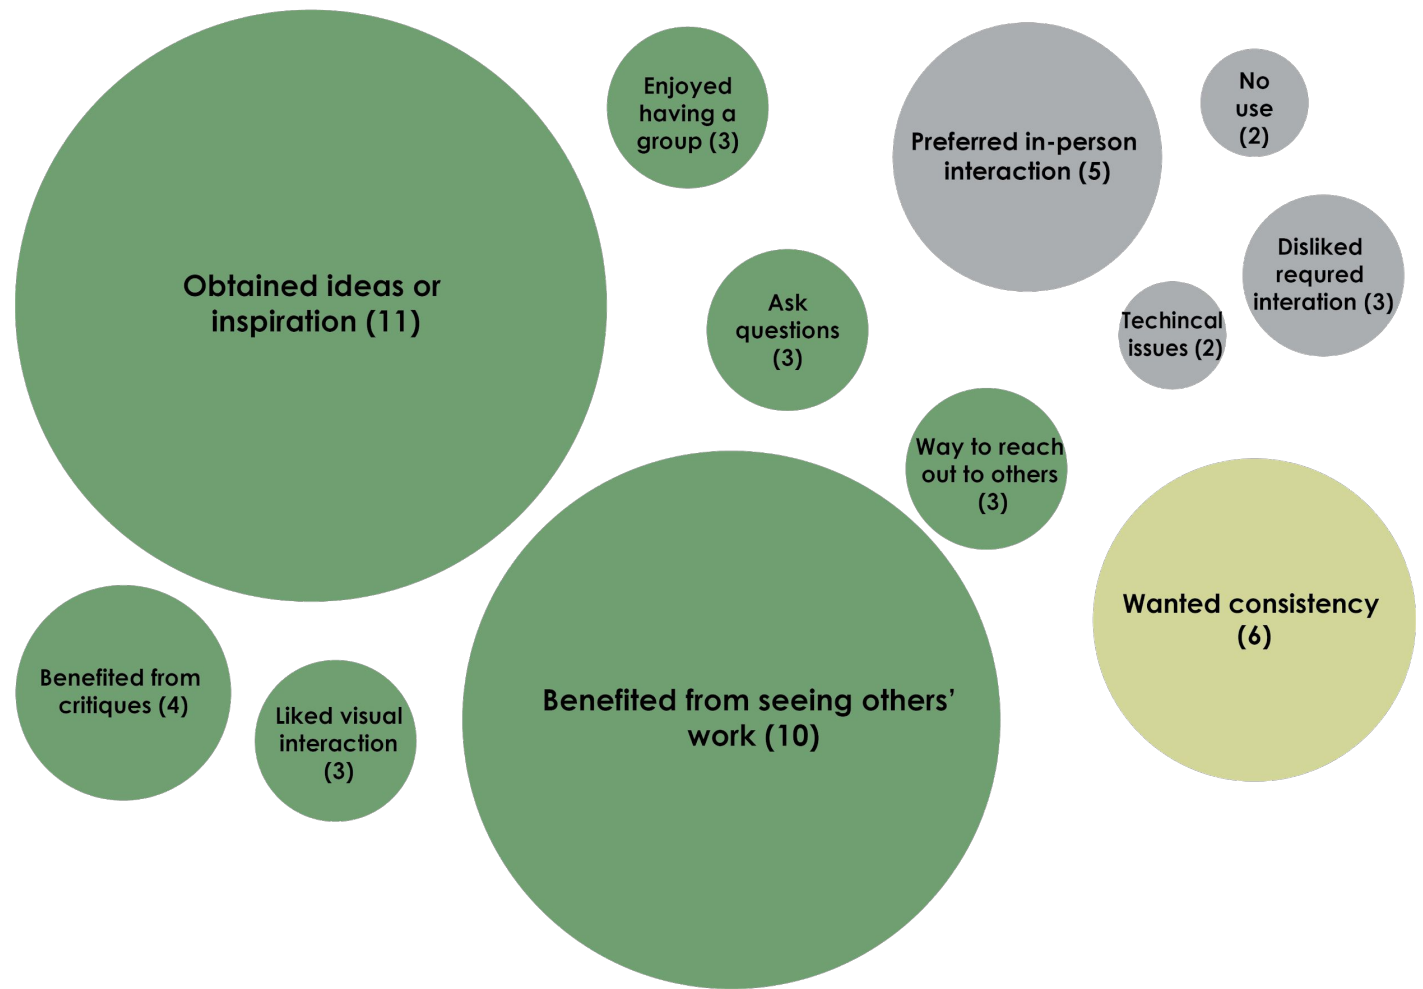 Enjoyed
having a
group (3)
Preferred in-person
interaction (5)
No
use
(2)
Obtained ideas or
inspiration (11)
Ask
questions
(3)
Disliked
requred
interation (3)
Techincal
issues (2)
Way to reach
out to others
(3)
Wanted consistency
(6)
Benefited from
critiques (4)
Liked visual
interaction
(3)
Benefited from seeing others’
work (10)